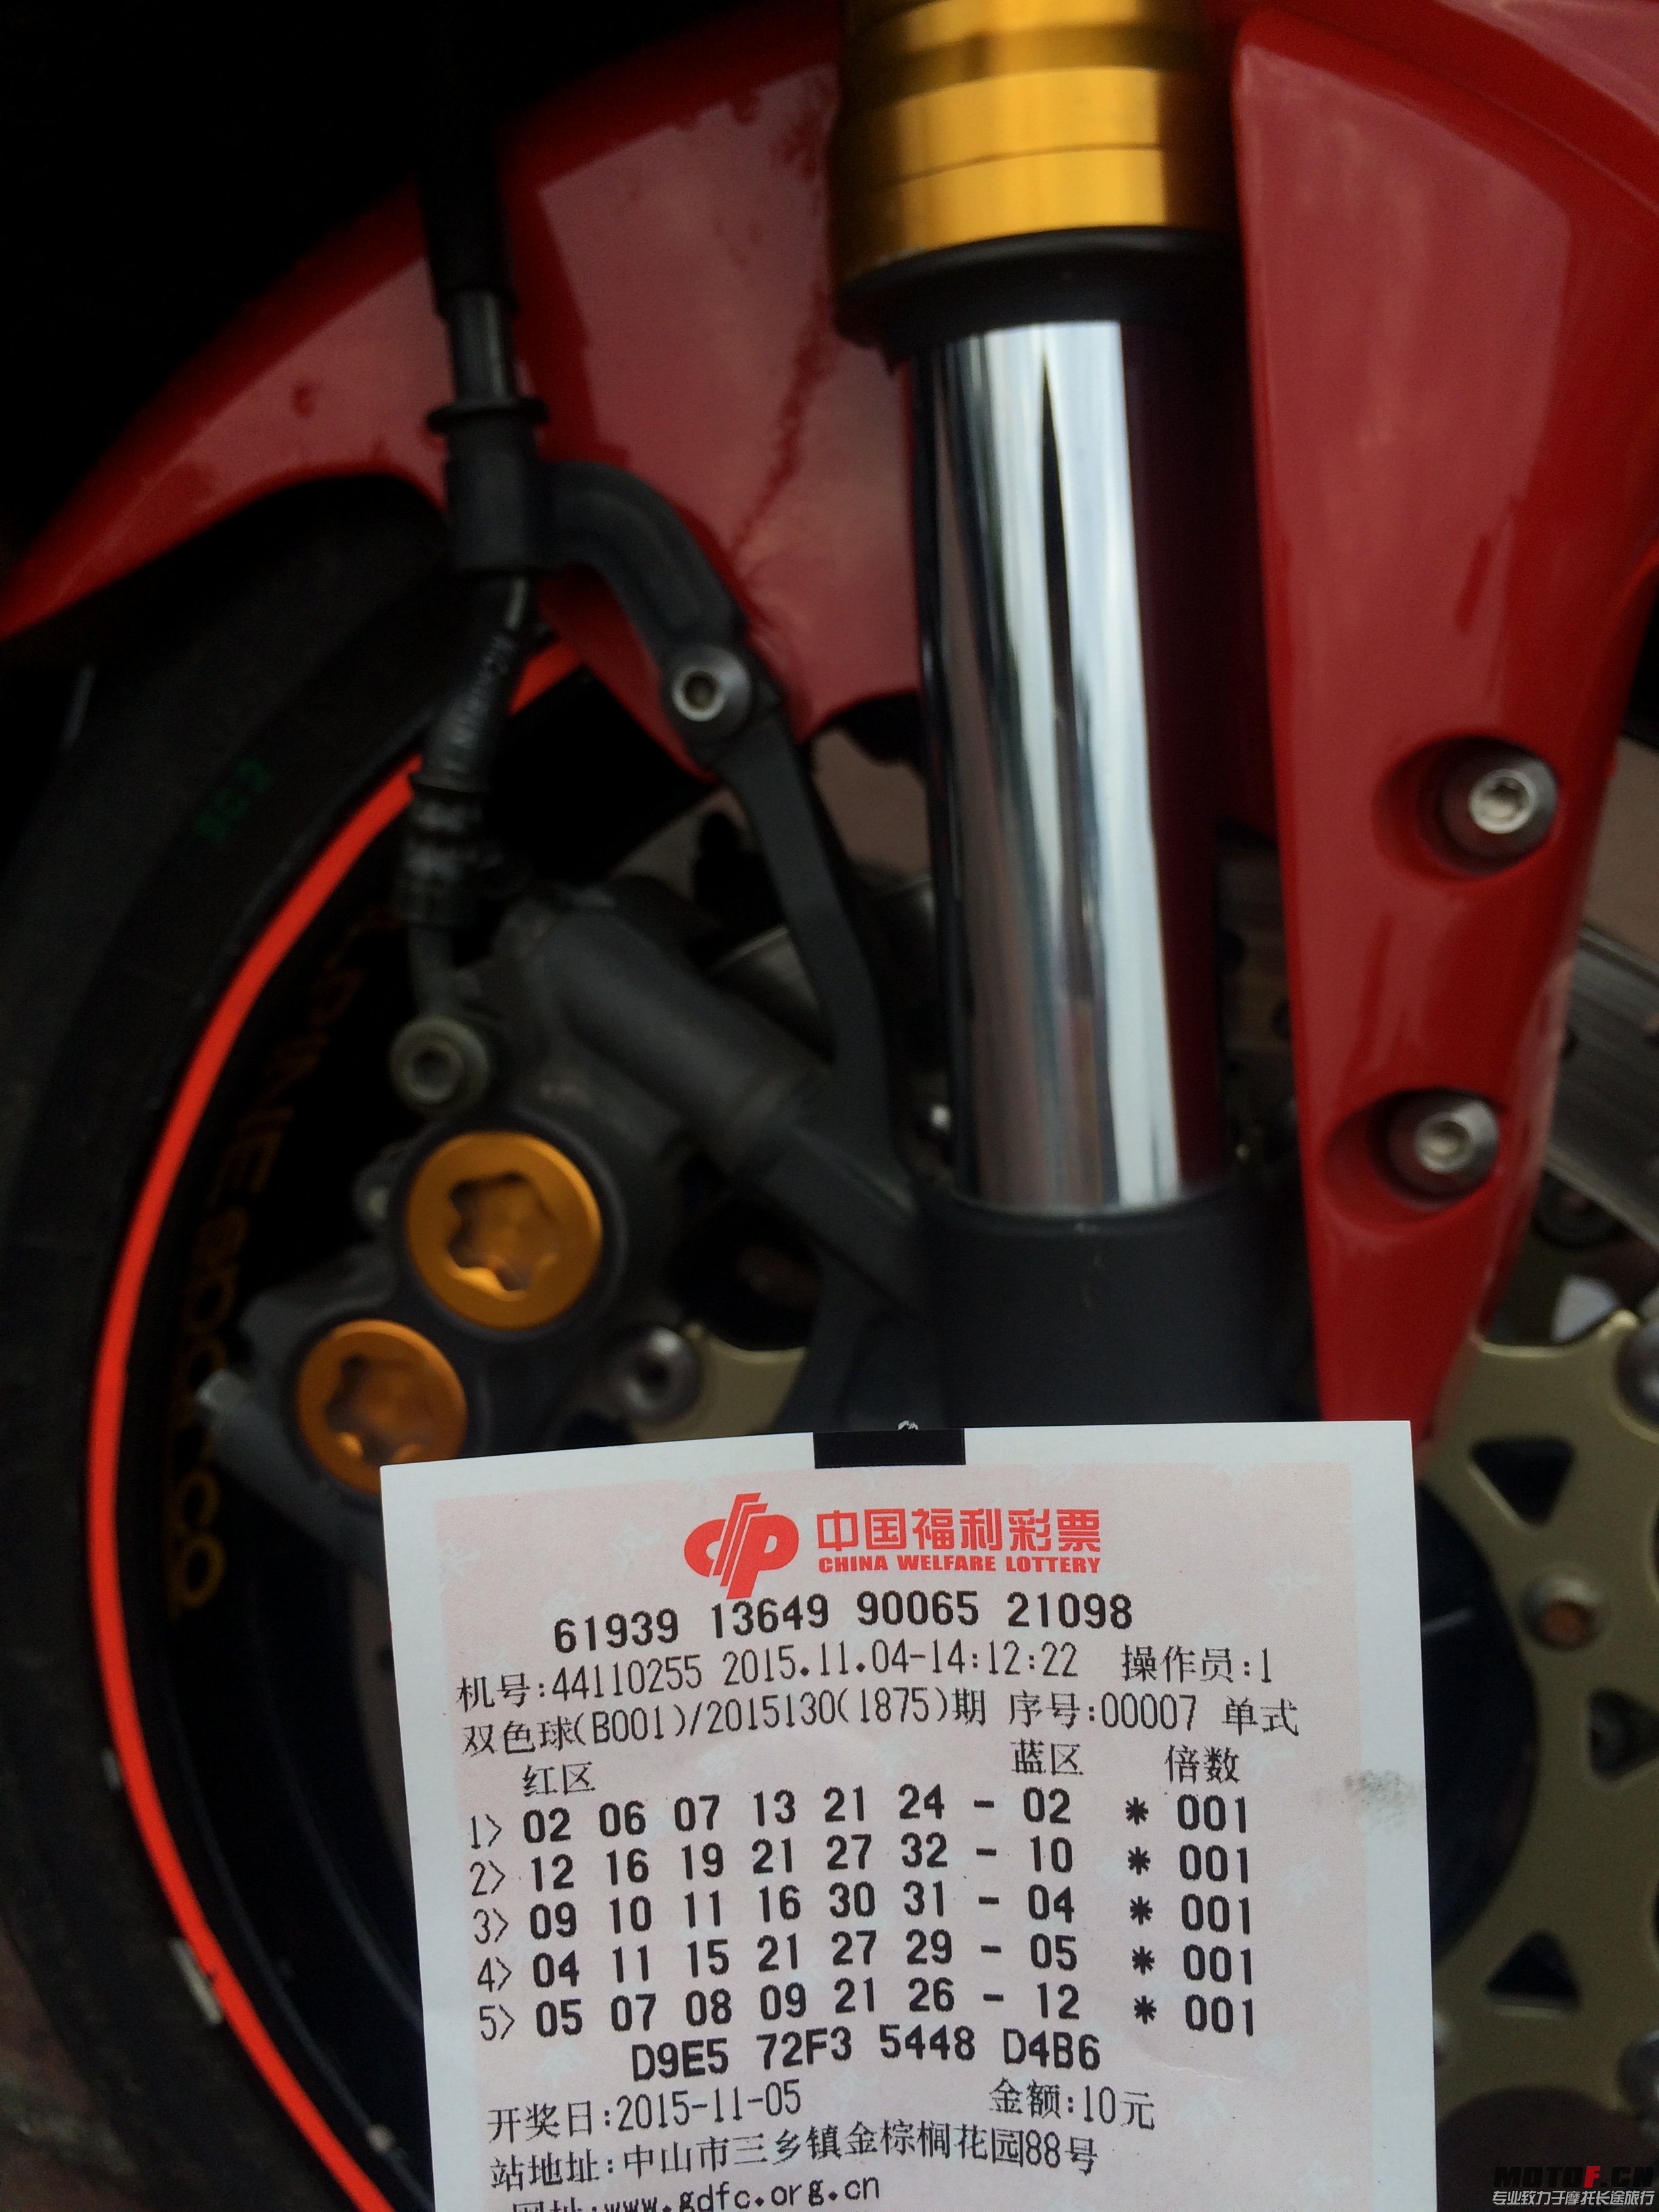 中国福利彩票
CHINA WELFARE LOTTERY
61939 13649 90065 21098
机号:44110255 2015.11.04-14:12:22 操作员:1
双色球(B001)/2015130(1875)期 序号:00007 单式
红区 蓝区 倍数
1> 02 06 07 13 21 24 - 02 * 001
2> 12 16 19 21 27 32 - 10 * 001
3> 09 10 11 16 30 31 - 04 * 001
4> 04 11 15 21 27 29 - 05 * 001
5> 05 07 08 09 21 26 - 12 * 001
D9E5 72F3 5448 D4B6
开奖日:2015-11-05 金额:10元
站地址:中山市三乡镇金棕榈花园88号
网址:www.gdfc.org.cn
MOTOF.CN
专业致力于摩托长途旅行